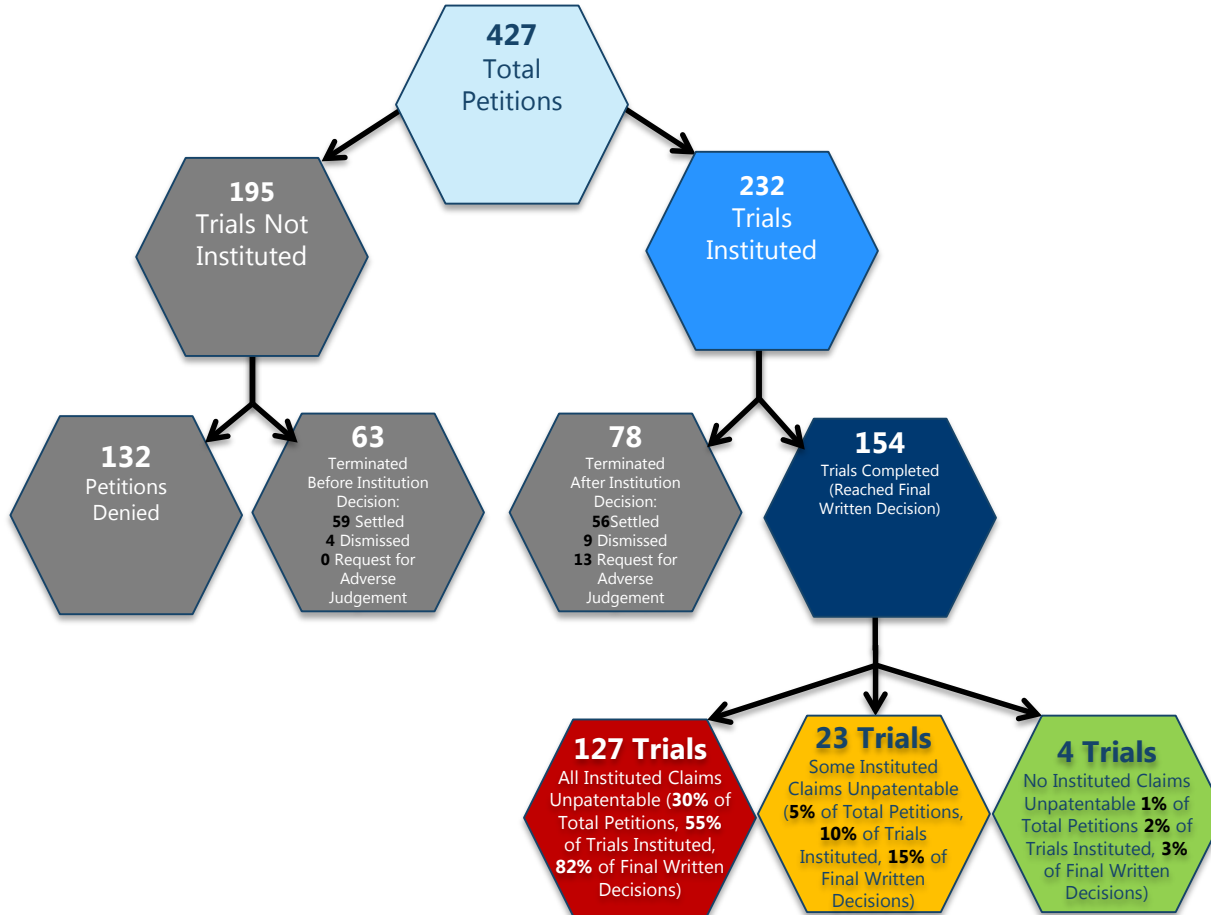 427
Total
Petitions
195
Trials Not
Instituted
232
Trials
Instituted
132
Petitions
Denied
63
Terminated
Before Institution
Decision:
59 Settled
4 Dismissed
0 Request for
Adverse
Judgement
78
Terminated
After Institution
Decision:
56Settled
9 Dismissed
13 Request for
Adverse
Judgement
154
Trials Completed
(Reached Final
Written Decision)
127 Trials
All Instituted Claims
Unpatentable (30% of
Total Petitions, 55%
of Trials Instituted,
82% of Final Written
Decisions)
23 Trials
Some Instituted
Claims Unpatentable
(5% of Total Petitions,
10% of Trials
Instituted, 15% of
Final Written
Decisions)
4 Trials
No Instituted Claims
Unpatentable 1% of
Total Petitions 2% of
Trials Instituted, 3%
of Final Written
Decisions)